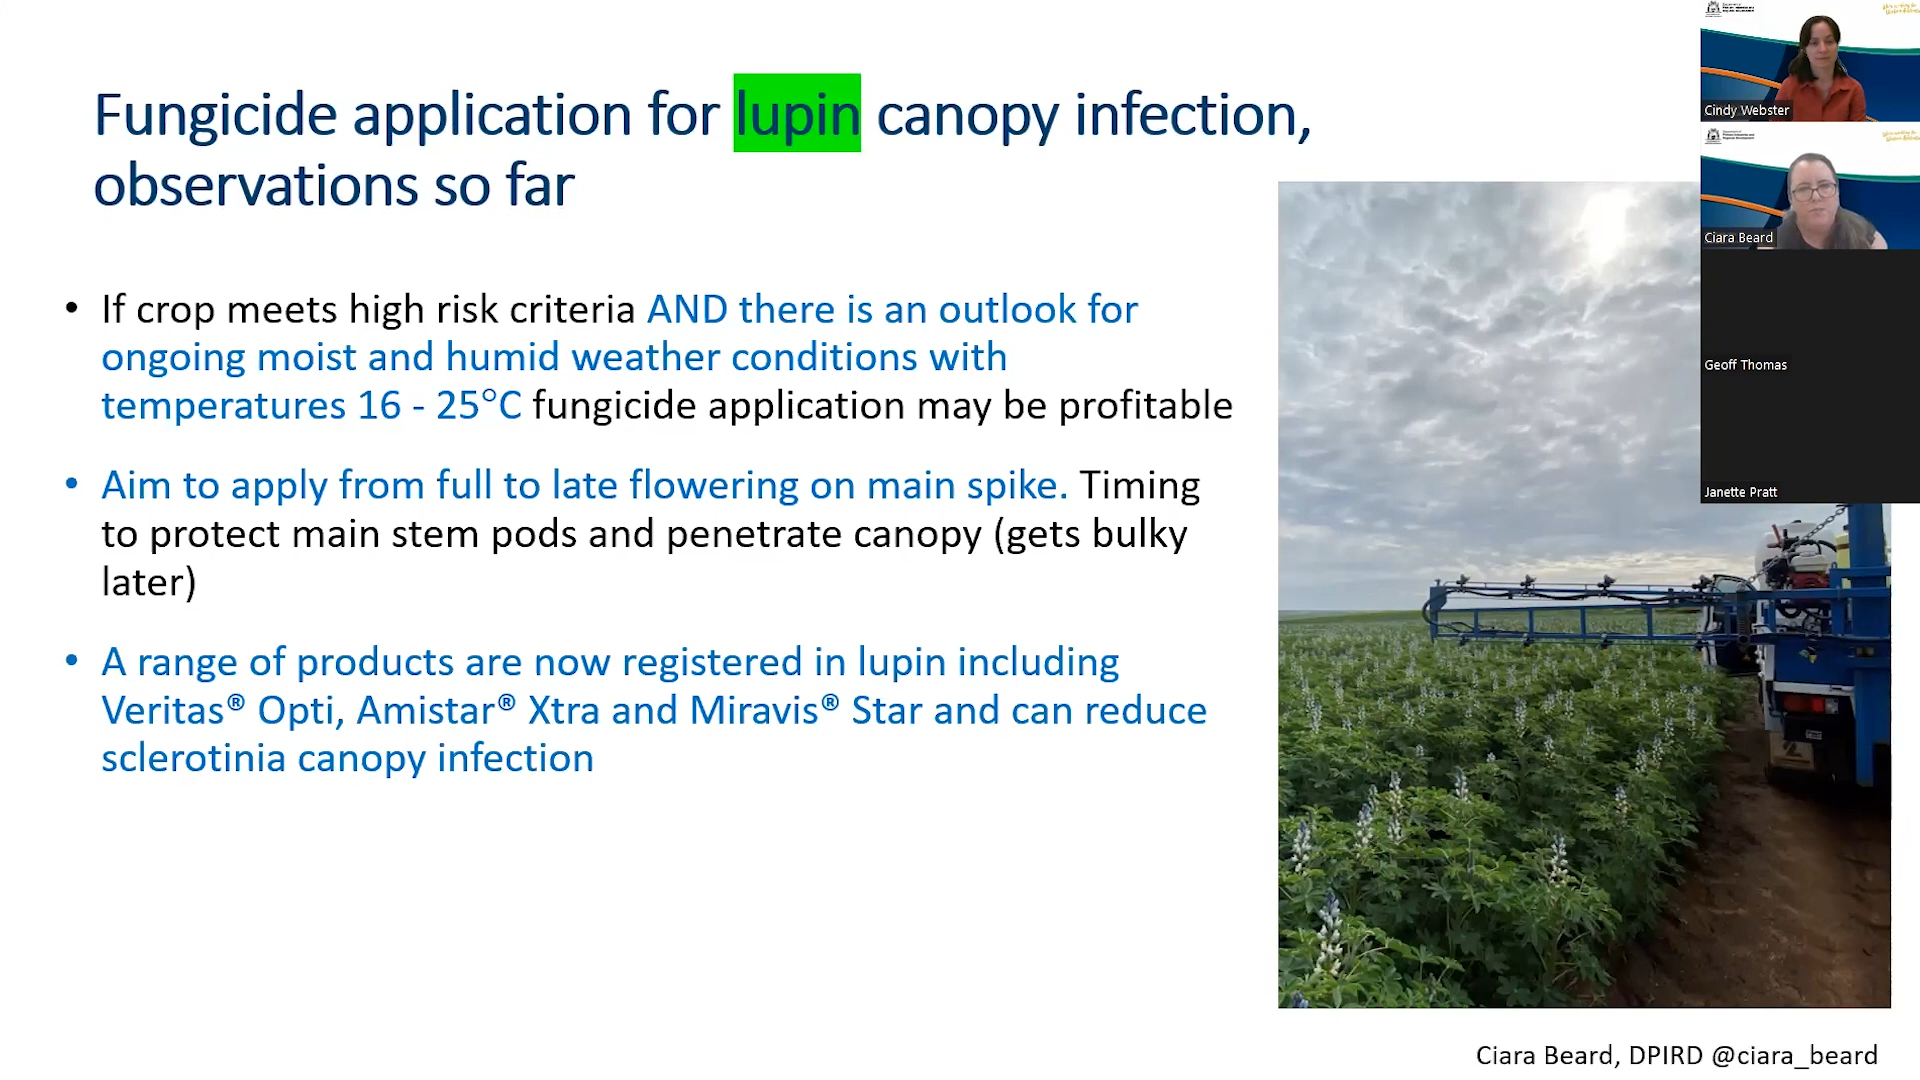 Fungicide application for lupin canopy infection,
observations so far
• If crop meets high risk criteria AND there is an outlook for
ongoing moist and humid weather conditions with
temperatures 16 - 25°C fungicide application may be profitable
• Aim to apply from full to late flowering on main spike. Timing
to protect main stem pods and penetrate canopy (gets bulky
later)
• A range of products are now registered in lupin including
Veritas® Opti, Amistar® Xtra and Miravis® Star and can reduce
sclerotinia canopy infection
Cindy Webster
Ciara Beard
Geoff Thomas
Janette Pratt
Ciara Beard, DPIRD @ciara_beard